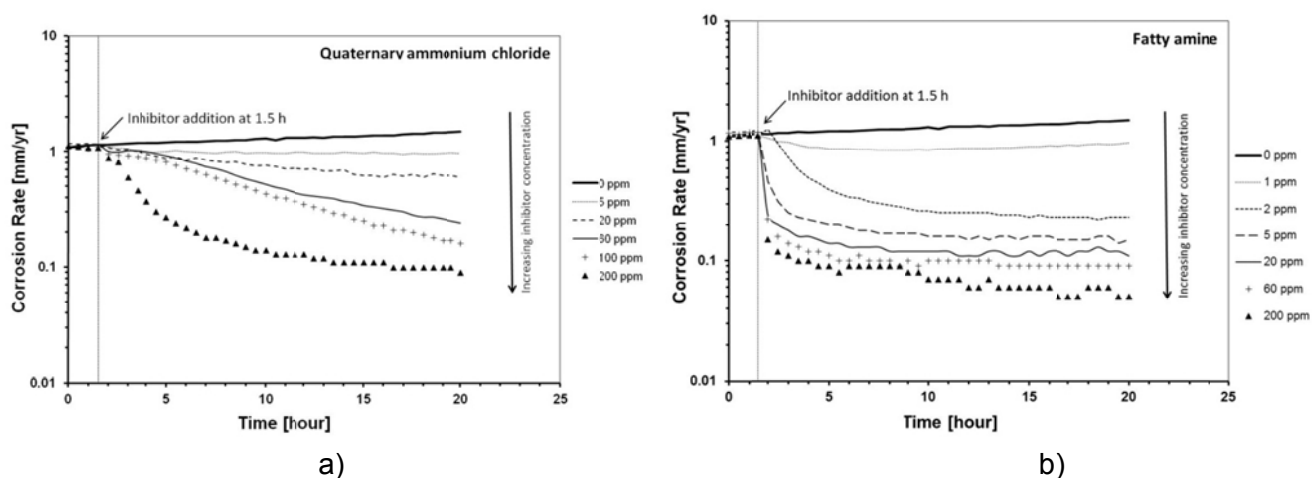 10
1
0.1
0.01
Corrosion Rate [mm/yr]
Quaternary ammonium chloride
Inhibitor addition at 1.5 h
Increasing inhibitor concentration
0 5 10 15 20 25
Time [hour]
0 ppm
5 ppm
20 ppm
60 ppm
100 ppm
200 ppm
a)
10
1
0.1
0.01
Corrosion Rate [mm/yr]
Fatty amine
Inhibitor addition at 1.5 h
Increasing inhibitor concentration
0 5 10 15 20 25
Time [hour]
0 ppm
1 ppm
2 ppm
5 ppm
20 ppm
60 ppm
200 ppm
b)